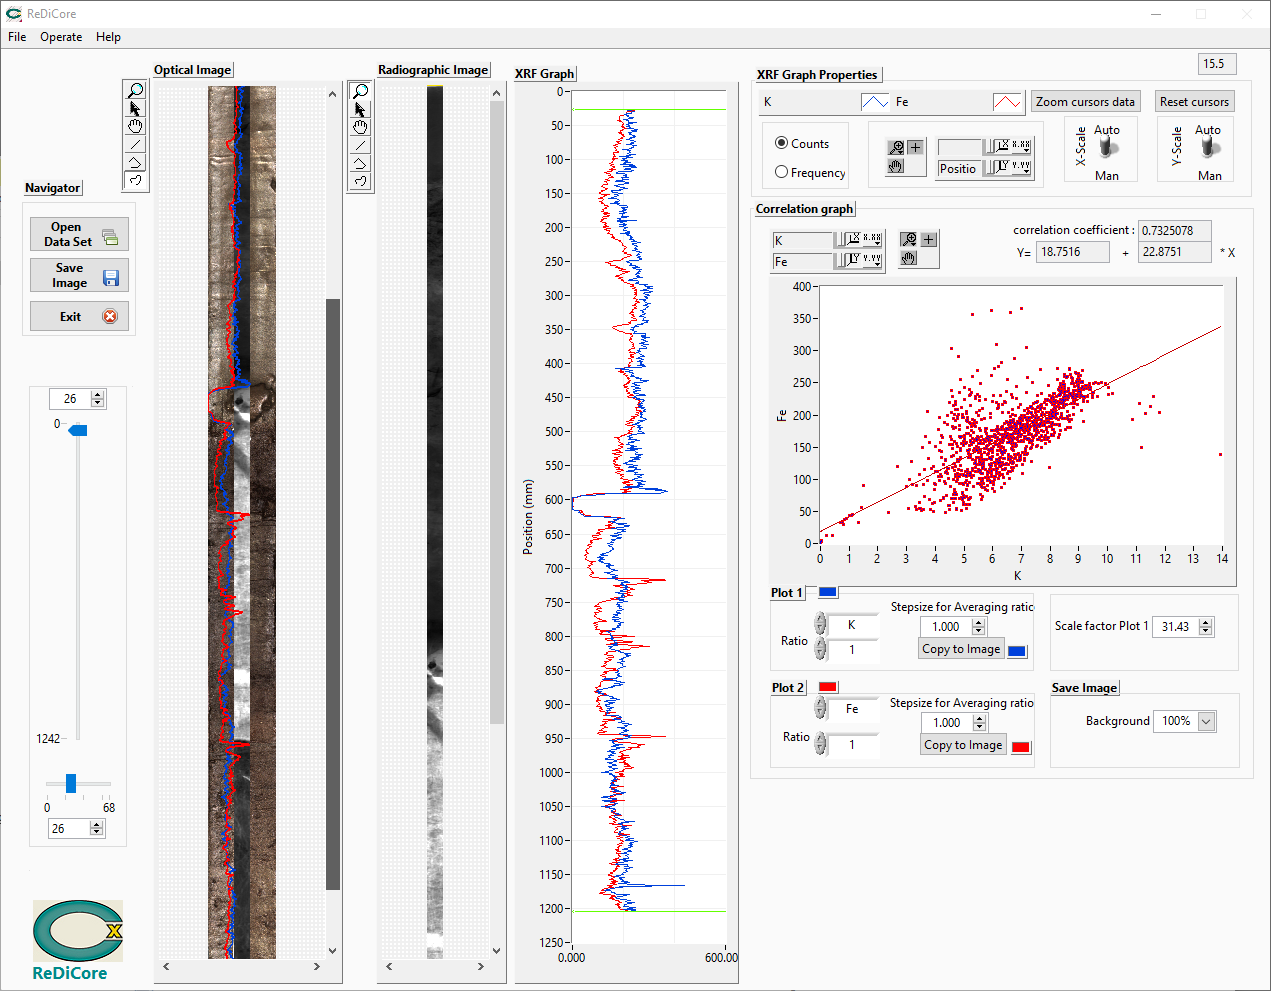 ReDiCore
File Operate Help
15.5
Optical Image
Radiographic Image
XRF Graph
XRF Graph Properties
K
Fe
Zoom cursors data
Reset cursors
Counts
Frequency
Positio
X.XX
Y.YY
X-Scale
Auto
Man
Y-Scale
Auto
Man
Navigator
Open
Data Set
Save
Image
Exit
26
0
1242
0 68
26
X
ReDiCore
Position (mm)
0
50
100
150
200
250
300
350
400
450
500
550
600
650
700
750
800
850
900
950
1000
1050
1100
1150
1200
1250
0.000 600.00
Correlation graph
K
X.XX
Fe
Y.YY
correlation coefficient : 0.7325078
Y= 18.7516 + 22.8751 * X
Fe
400
350
300
250
200
150
100
50
0
0 1 2 3 4 5 6 7 8 9 10 11 12 13 14
K
Plot 1
Stepsize for Averaging ratio
K
1.000
Ratio
1
Copy to Image
Scale factor Plot 1 31.43
Plot 2
Stepsize for Averaging ratio
Fe
1.000
Ratio
1
Copy to Image
Save Image
Background 100%